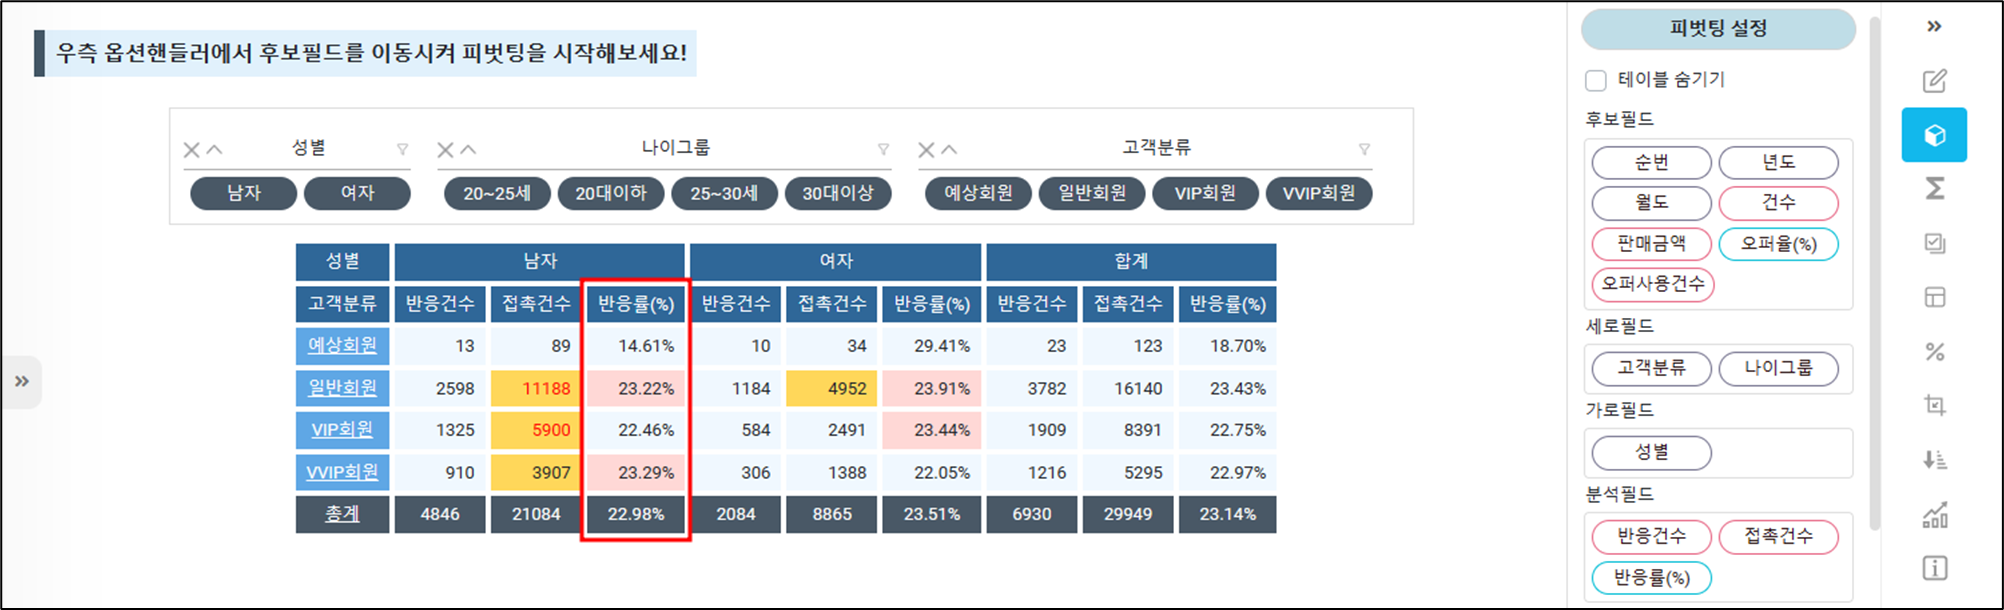 우측 옵션핸들러에서 후보필드를 이동시켜 피벗팅을 시작해보세요!
성별 나이그룹 고객분류
남자 여자 20~25세 20대이하 25~30세 30대이상 예상회원 일반회원 VIP회원 VVIP회원
성별 남자 여자 합계
고객분류 반응건수 접촉건수 반응률(%) 반응건수 접촉건수 반응률(%) 반응건수 접촉건수 반응률(%)
예상회원 13 89 14.61% 10 34 29.41% 23 123 18.70%
일반회원 2598 11188 23.22% 1184 4952 23.91% 3782 16140 23.43%
VIP회원 1325 5900 22.46% 584 2491 23.44% 1909 8391 22.75%
VVIP회원 910 3907 23.29% 306 1388 22.05% 1216 5295 22.97%
총계 4846 21084 22.98% 2084 8865 23.51% 6930 29949 23.14%
피벗팅 설정
테이블 숨기기
후보필드
순번 년도
월도 건수
판매금액 오퍼율(%)
오퍼사용건수
세로필드
고객분류 나이그룹
가로필드
성별
분석필드
반응건수 접촉건수
반응률(%)